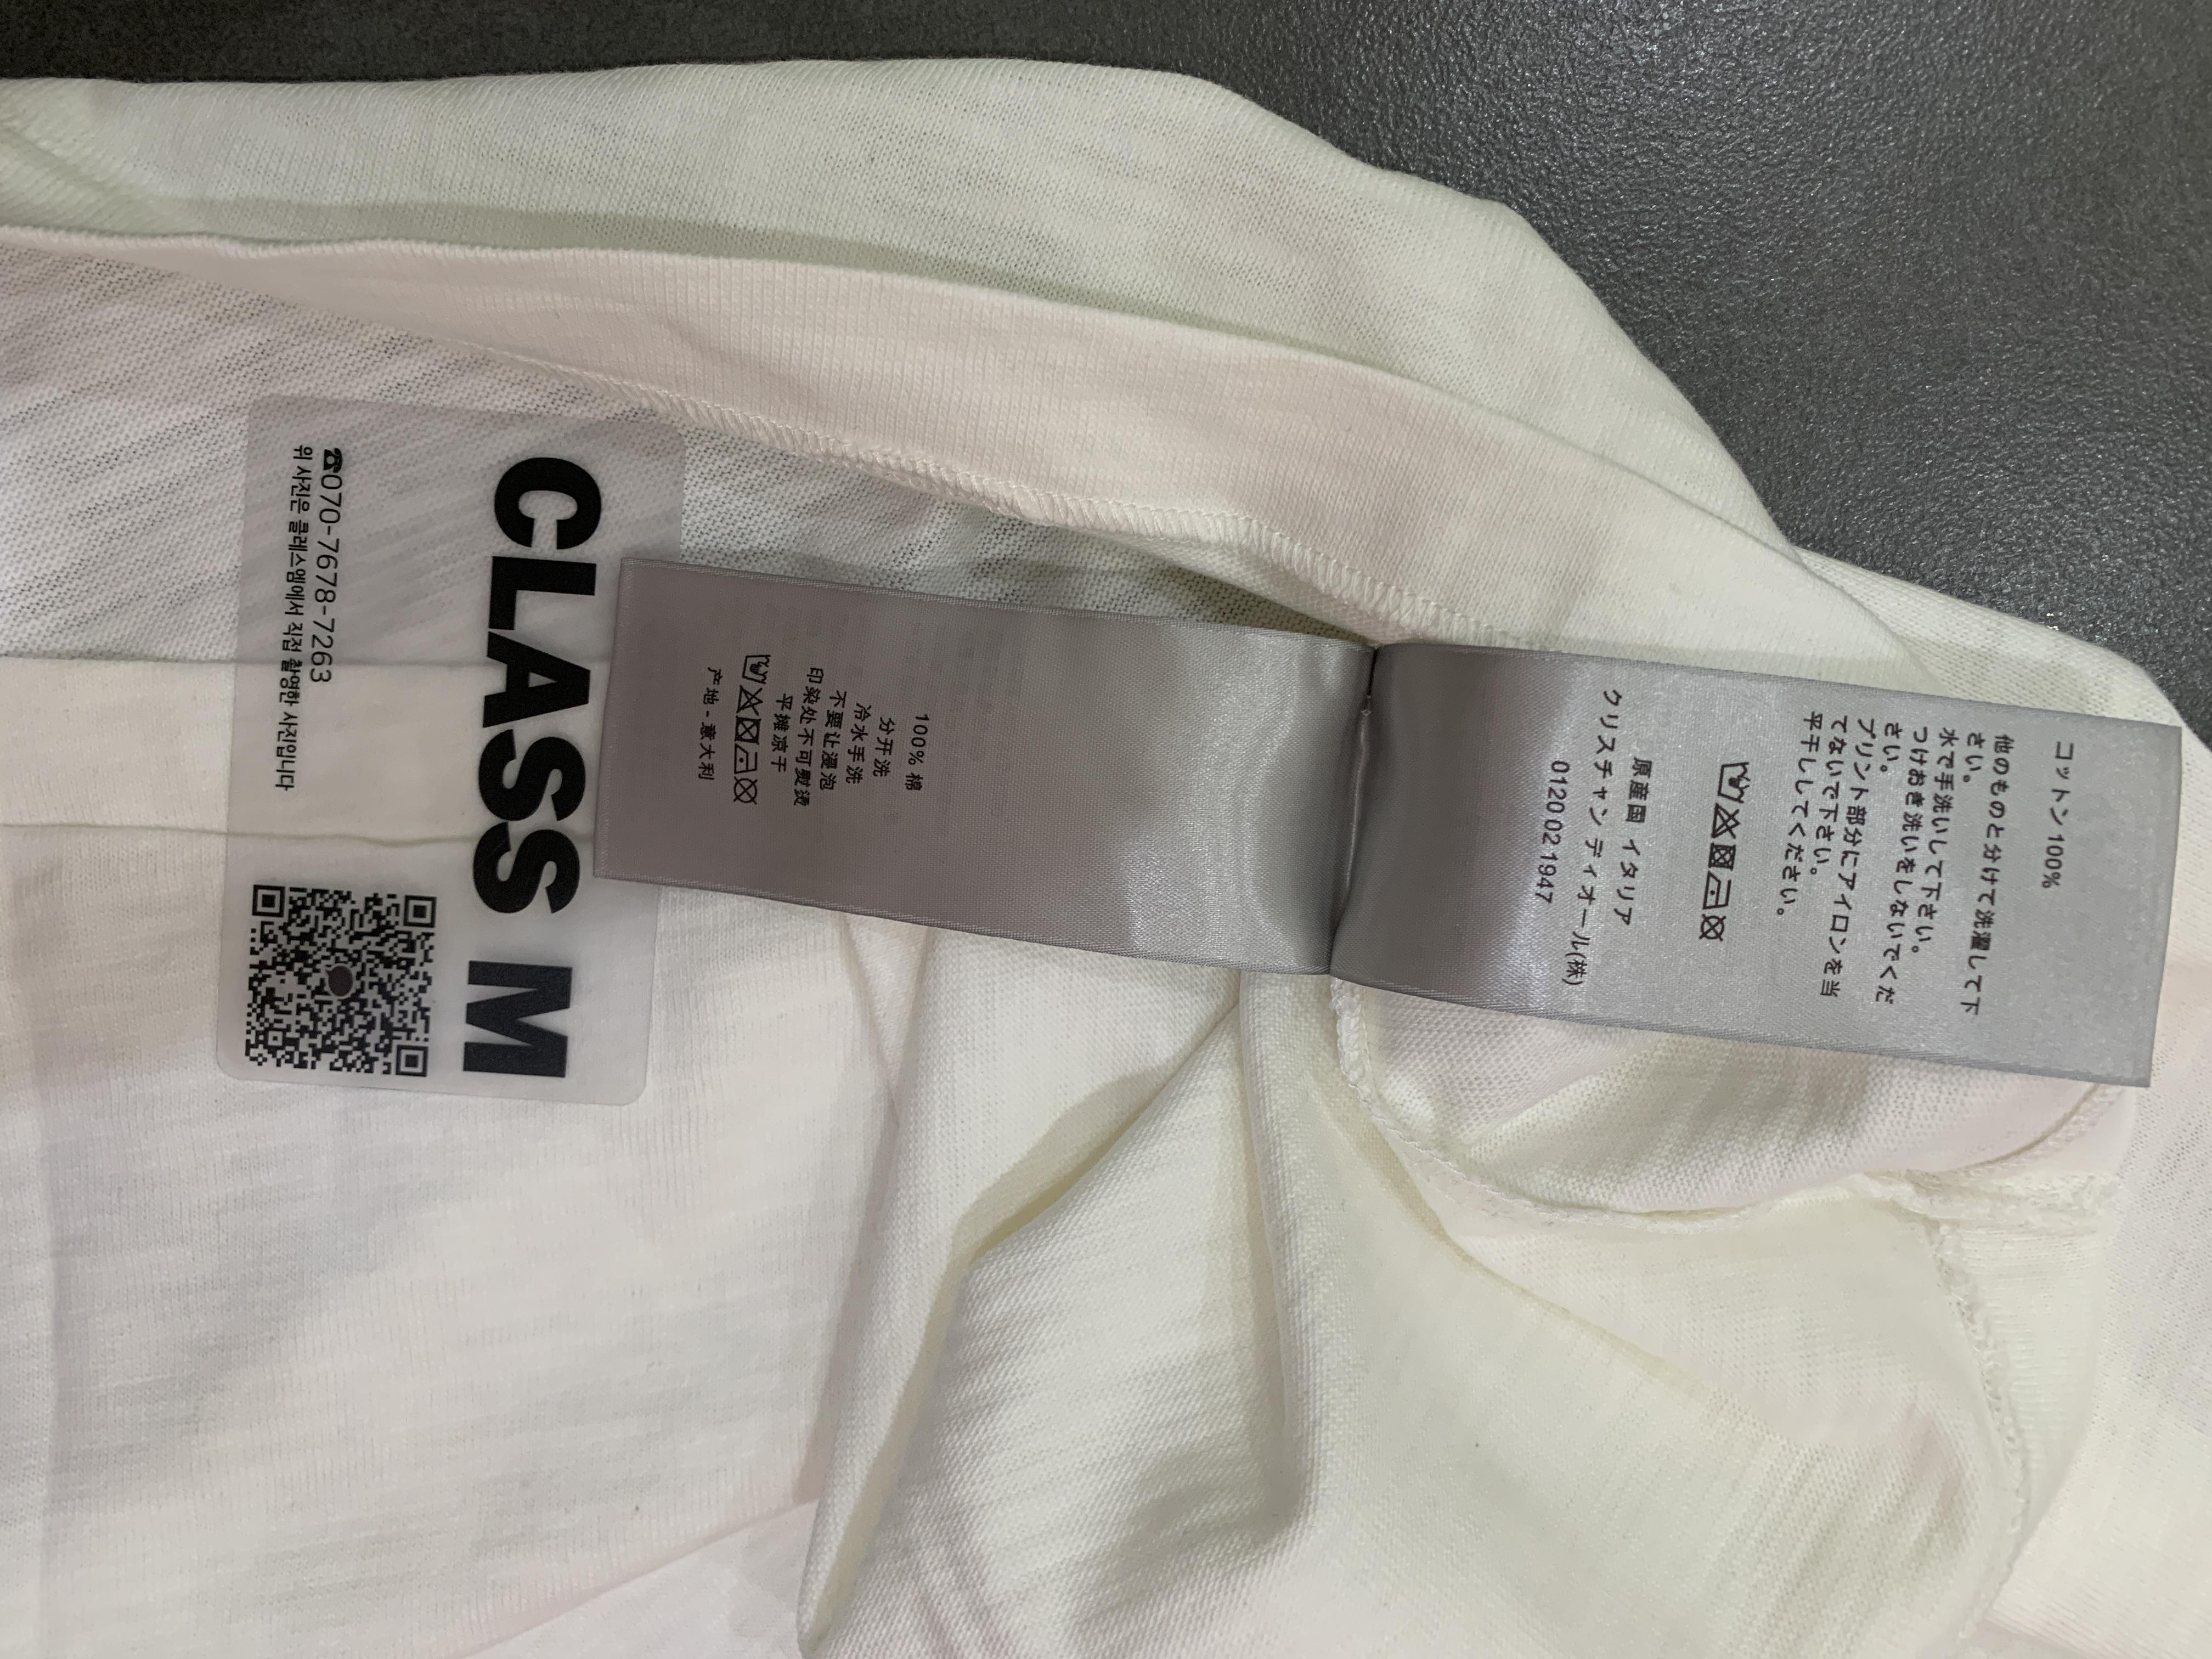 コットン100%
他のものと分けて洗濯して下
さい。
水で手洗いして下さい。
つけおき洗いをしないでくだ
さい。
プリント部分にアイロンを当
てないで下さい。
平干ししてください。
原産国 イタリア
クリスチャン ディオール(株)
0120021947
100% 棉
分开洗
冷水手洗
不要让浸泡
印染处不可熨烫
平摊凉干
产地 - 意大利
CLASS M
☎070-7678-7263
위 사진은 클래스엠에서 직접 촬영한 사진입니다